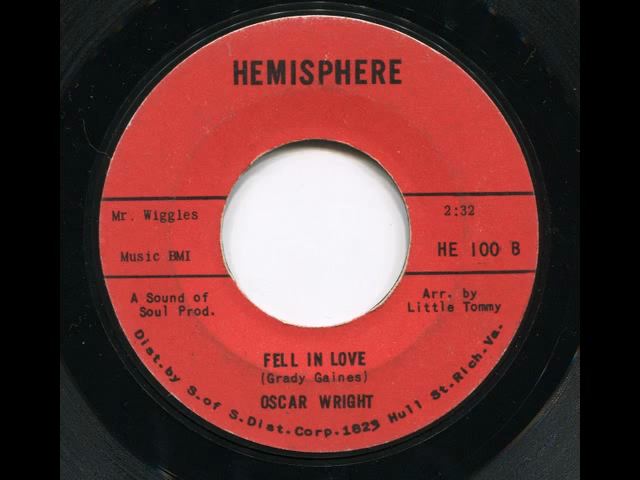 HEMISPHERE
Mr. Wiggles
Music BMI
2:32
HE 100 B
A Sound of
Soul Prod.
Arr. by
Little Tommy
FELL IN LOVE
(Grady Gaines)
OSCAR WRIGHT
Dist.by S.of S.Dist.Corp.1823 Hull St.Rich.Va.